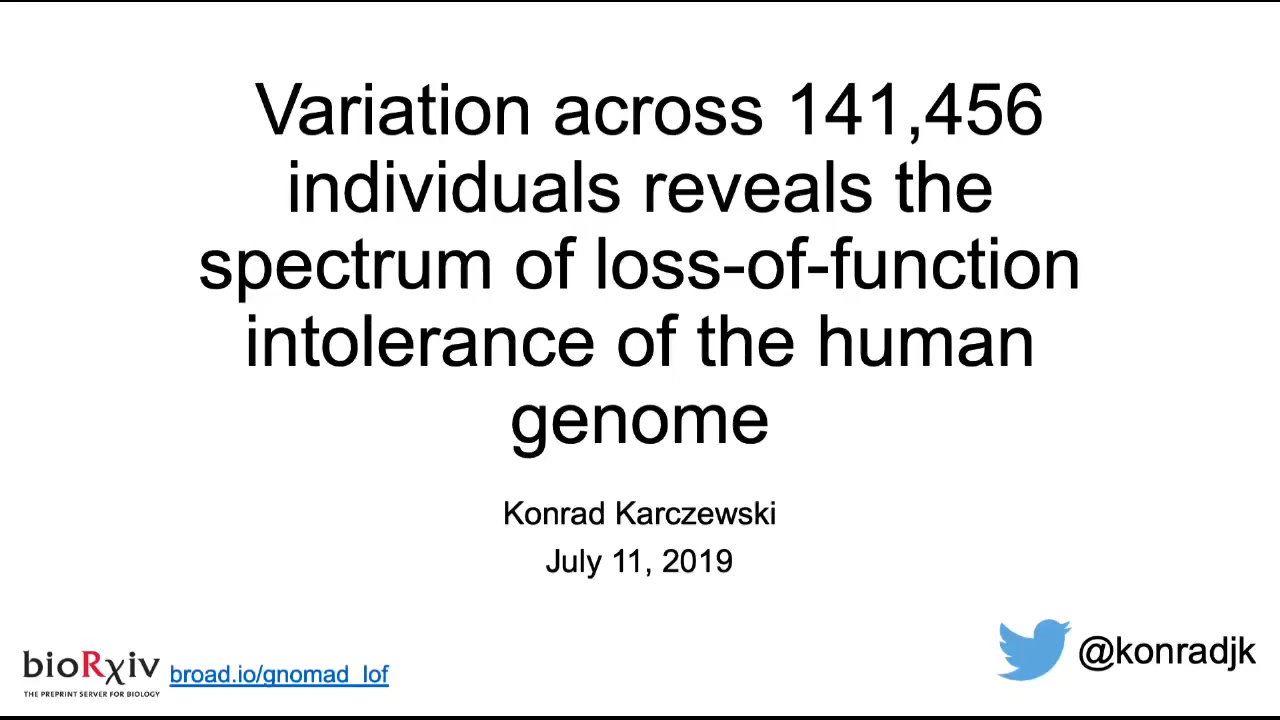 Variation across 141,456
individuals reveals the
spectrum of loss-of-function
intolerance of the human
genome
Konrad Karczewski
July 11, 2019
bioRχiv
THE PREPRINT SERVER FOR BIOLOGY
broad.io/gnomad_lof
@konradjk